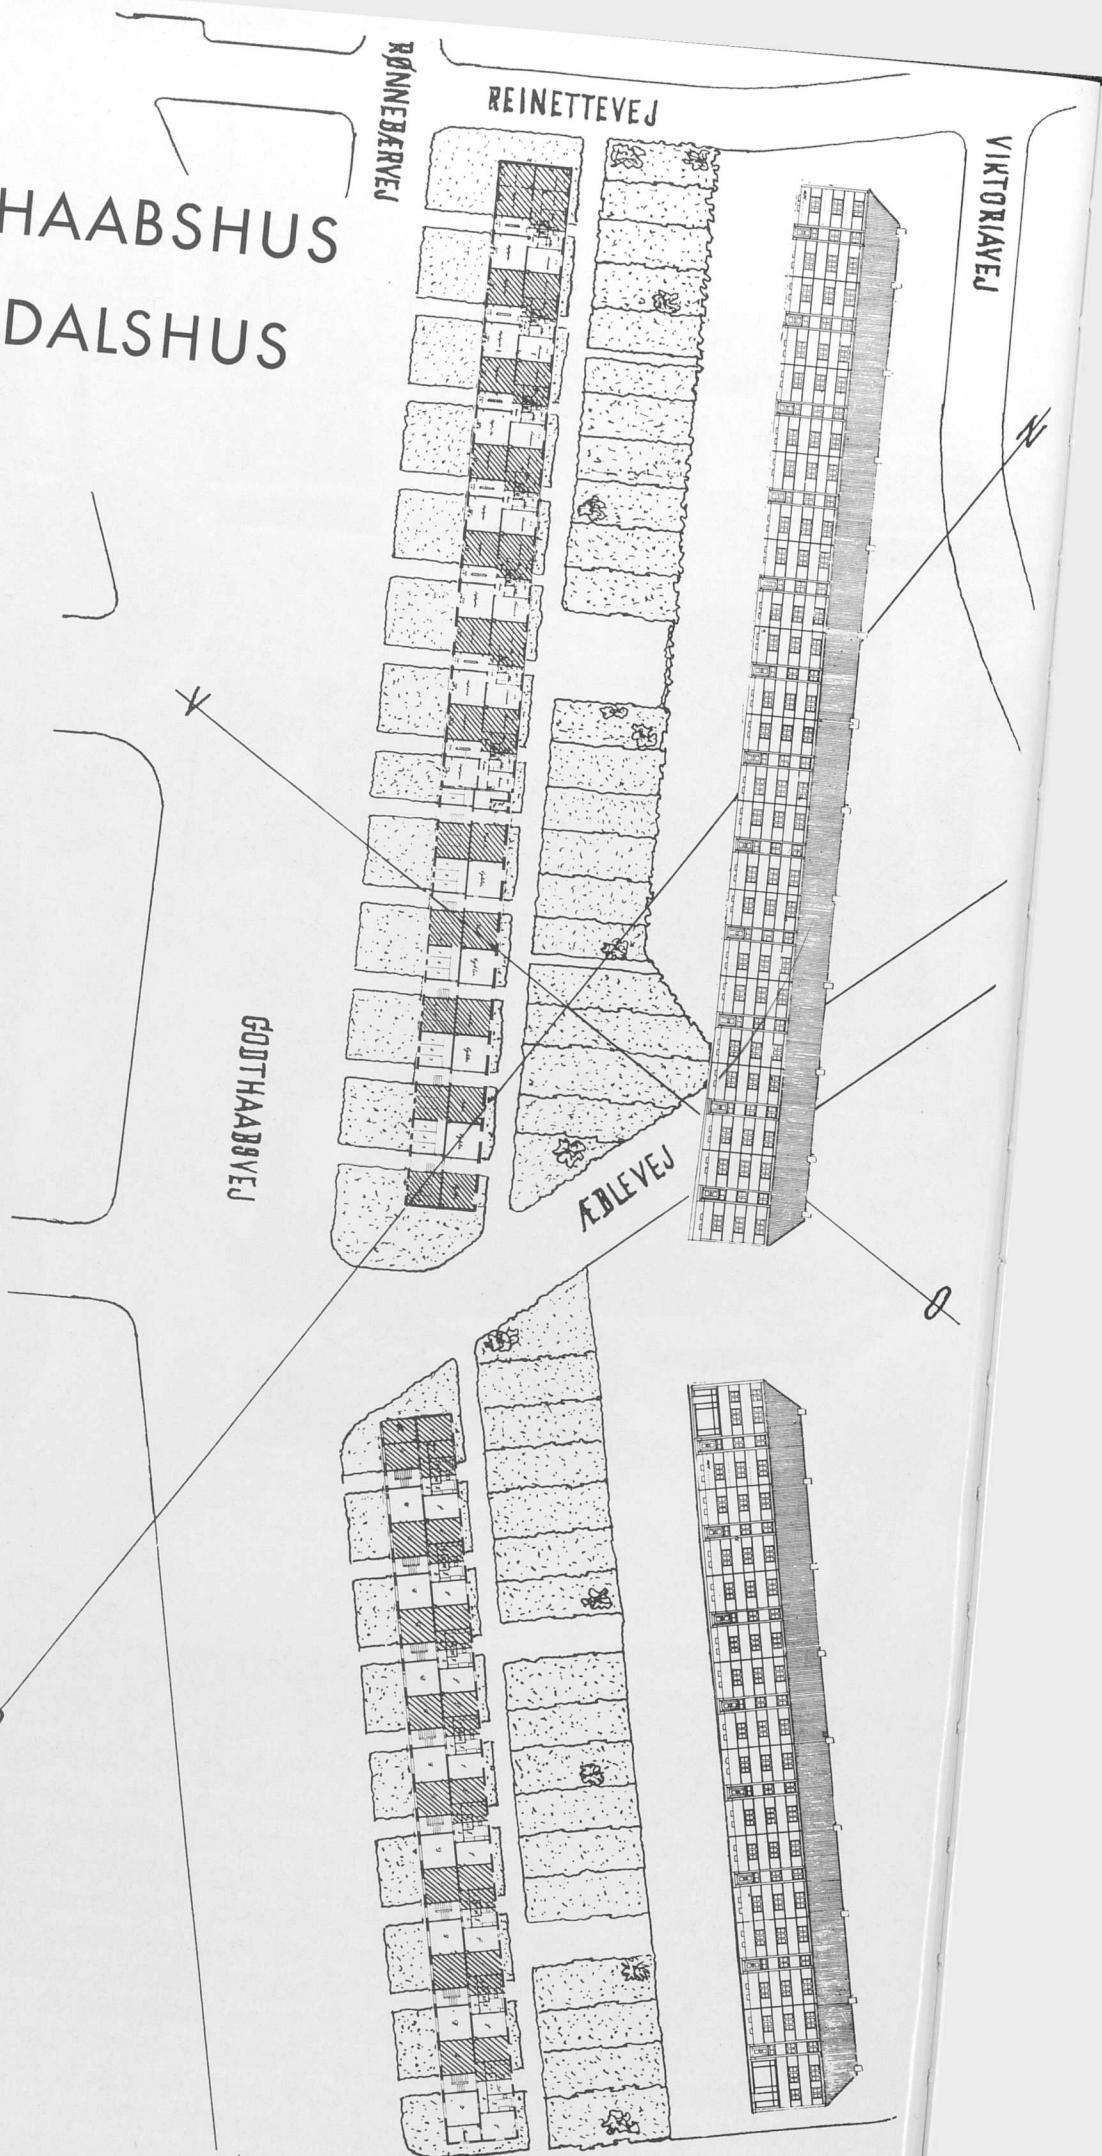 RØNNEBÆRVEJ
REINETTEVEJ
VIKTORIAVEJ
HAABSHUS
DALSHUS
N
V
GODTHAABSVEJ
ÆBLEVEJ
O